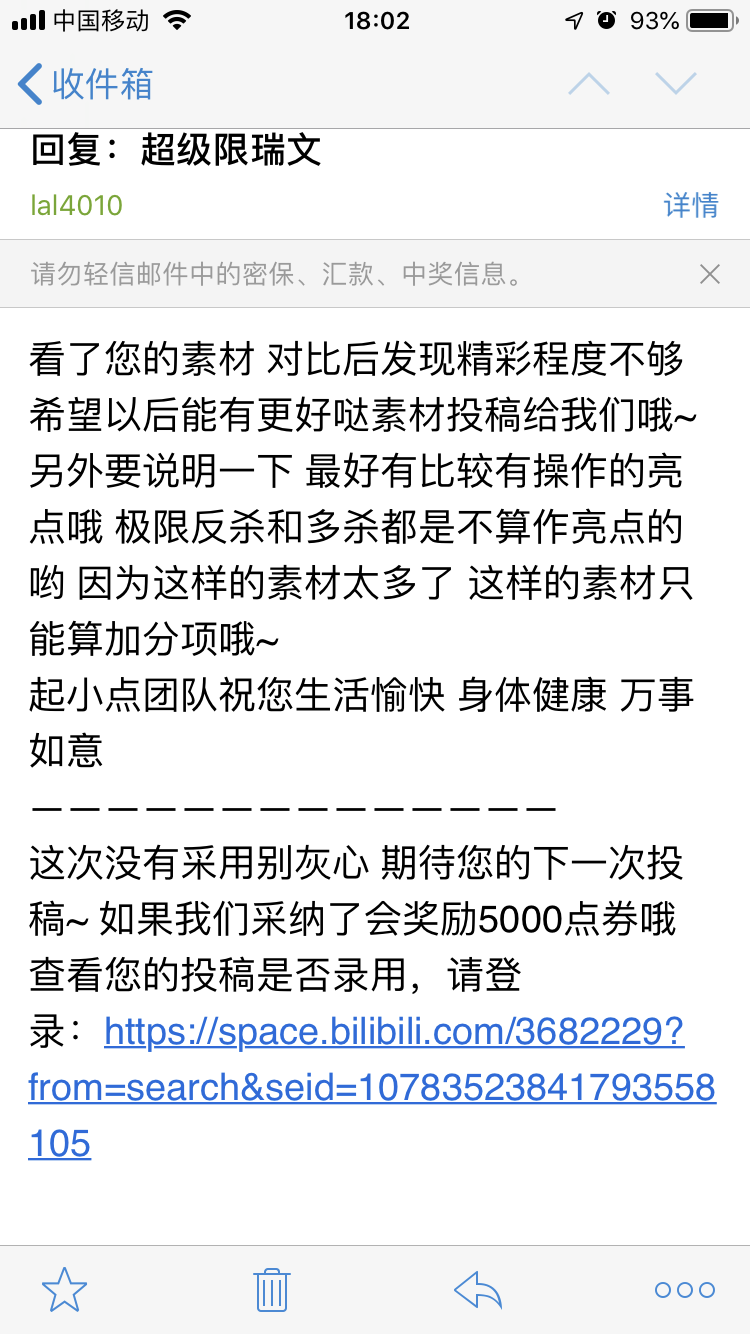 中国移动 18:02 93%
收件箱
回复：超级限瑞文
lal4010 详情
请勿轻信邮件中的密保、汇款、中奖信息。
看了您的素材 对比后发现精彩程度不够
希望以后能有更好哒素材投稿给我们哦~
另外要说明一下 最好有比较有操作的亮
点哦 极限反杀和多杀都是不算作亮点的
哟 因为这样的素材太多了 这样的素材只
能算加分项哦~
起小点团队祝您生活愉快 身体健康 万事
如意
——————————————
这次没有采用别灰心 期待您的下一次投
稿~ 如果我们采纳了会奖励5000点券哦
查看您的投稿是否录用，请登
录：https://space.bilibili.com/3682229?
from=search&seid=10783523841793558
105